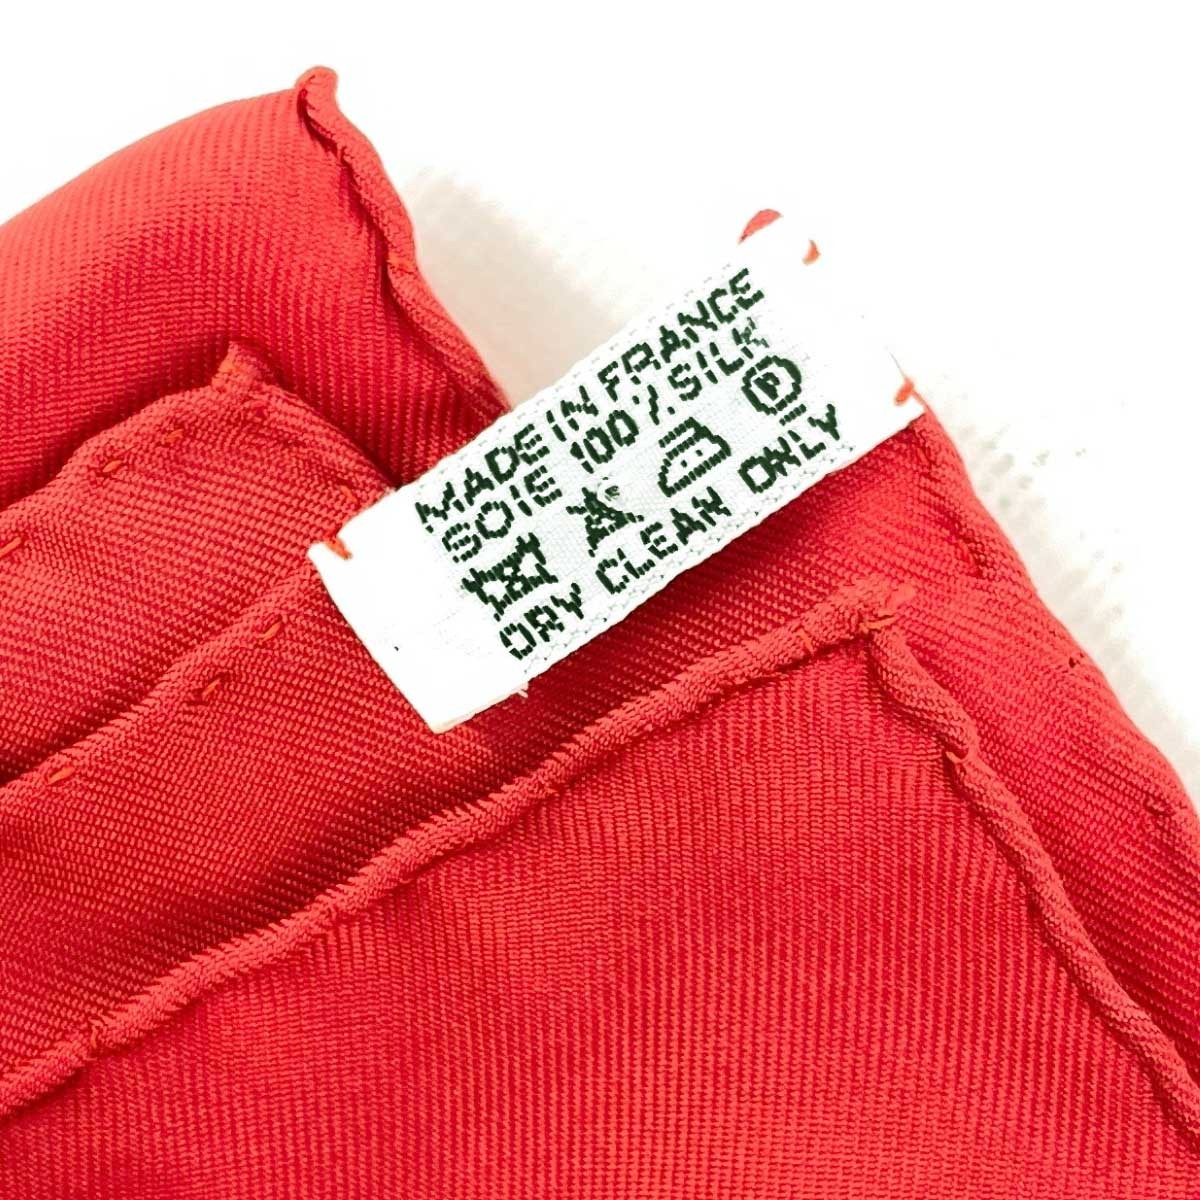 MADE IN FRANCE
SOIE 100% SILK
P
DRY CLEAN ONLY